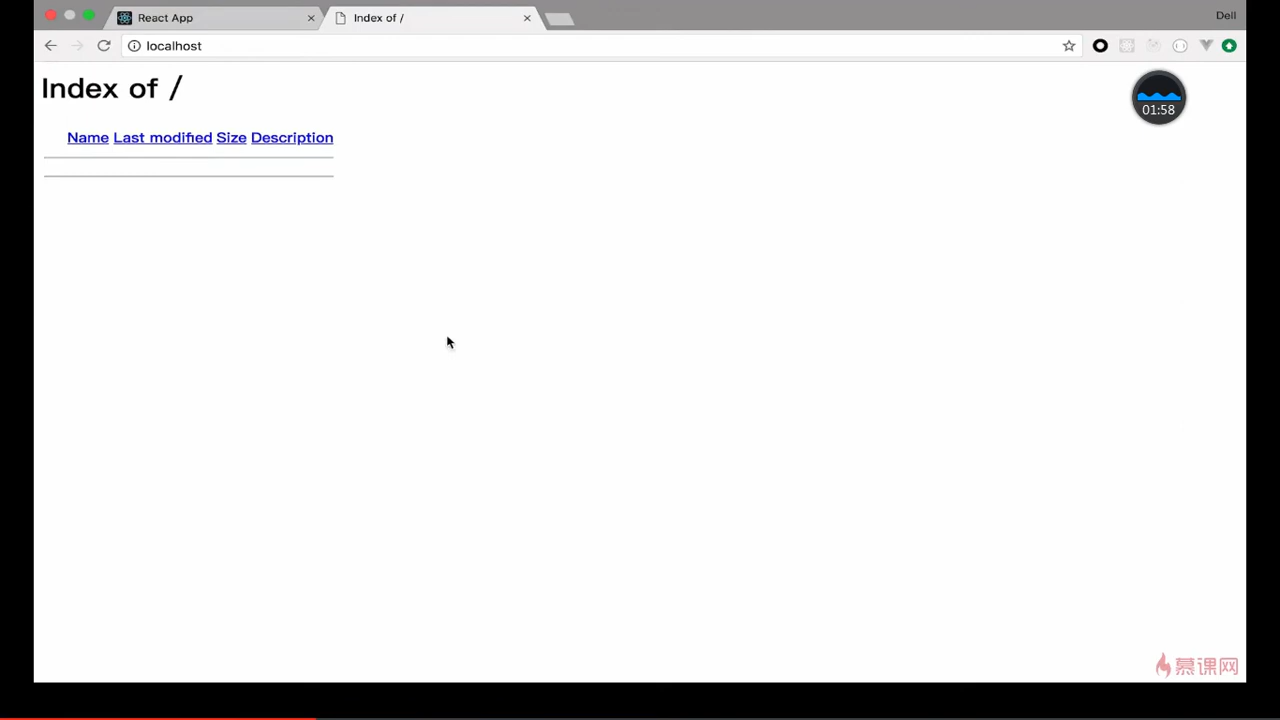 React App
Index of /
Dell
localhost
Index of /
01:58
Name Last modified Size Description
慕课网